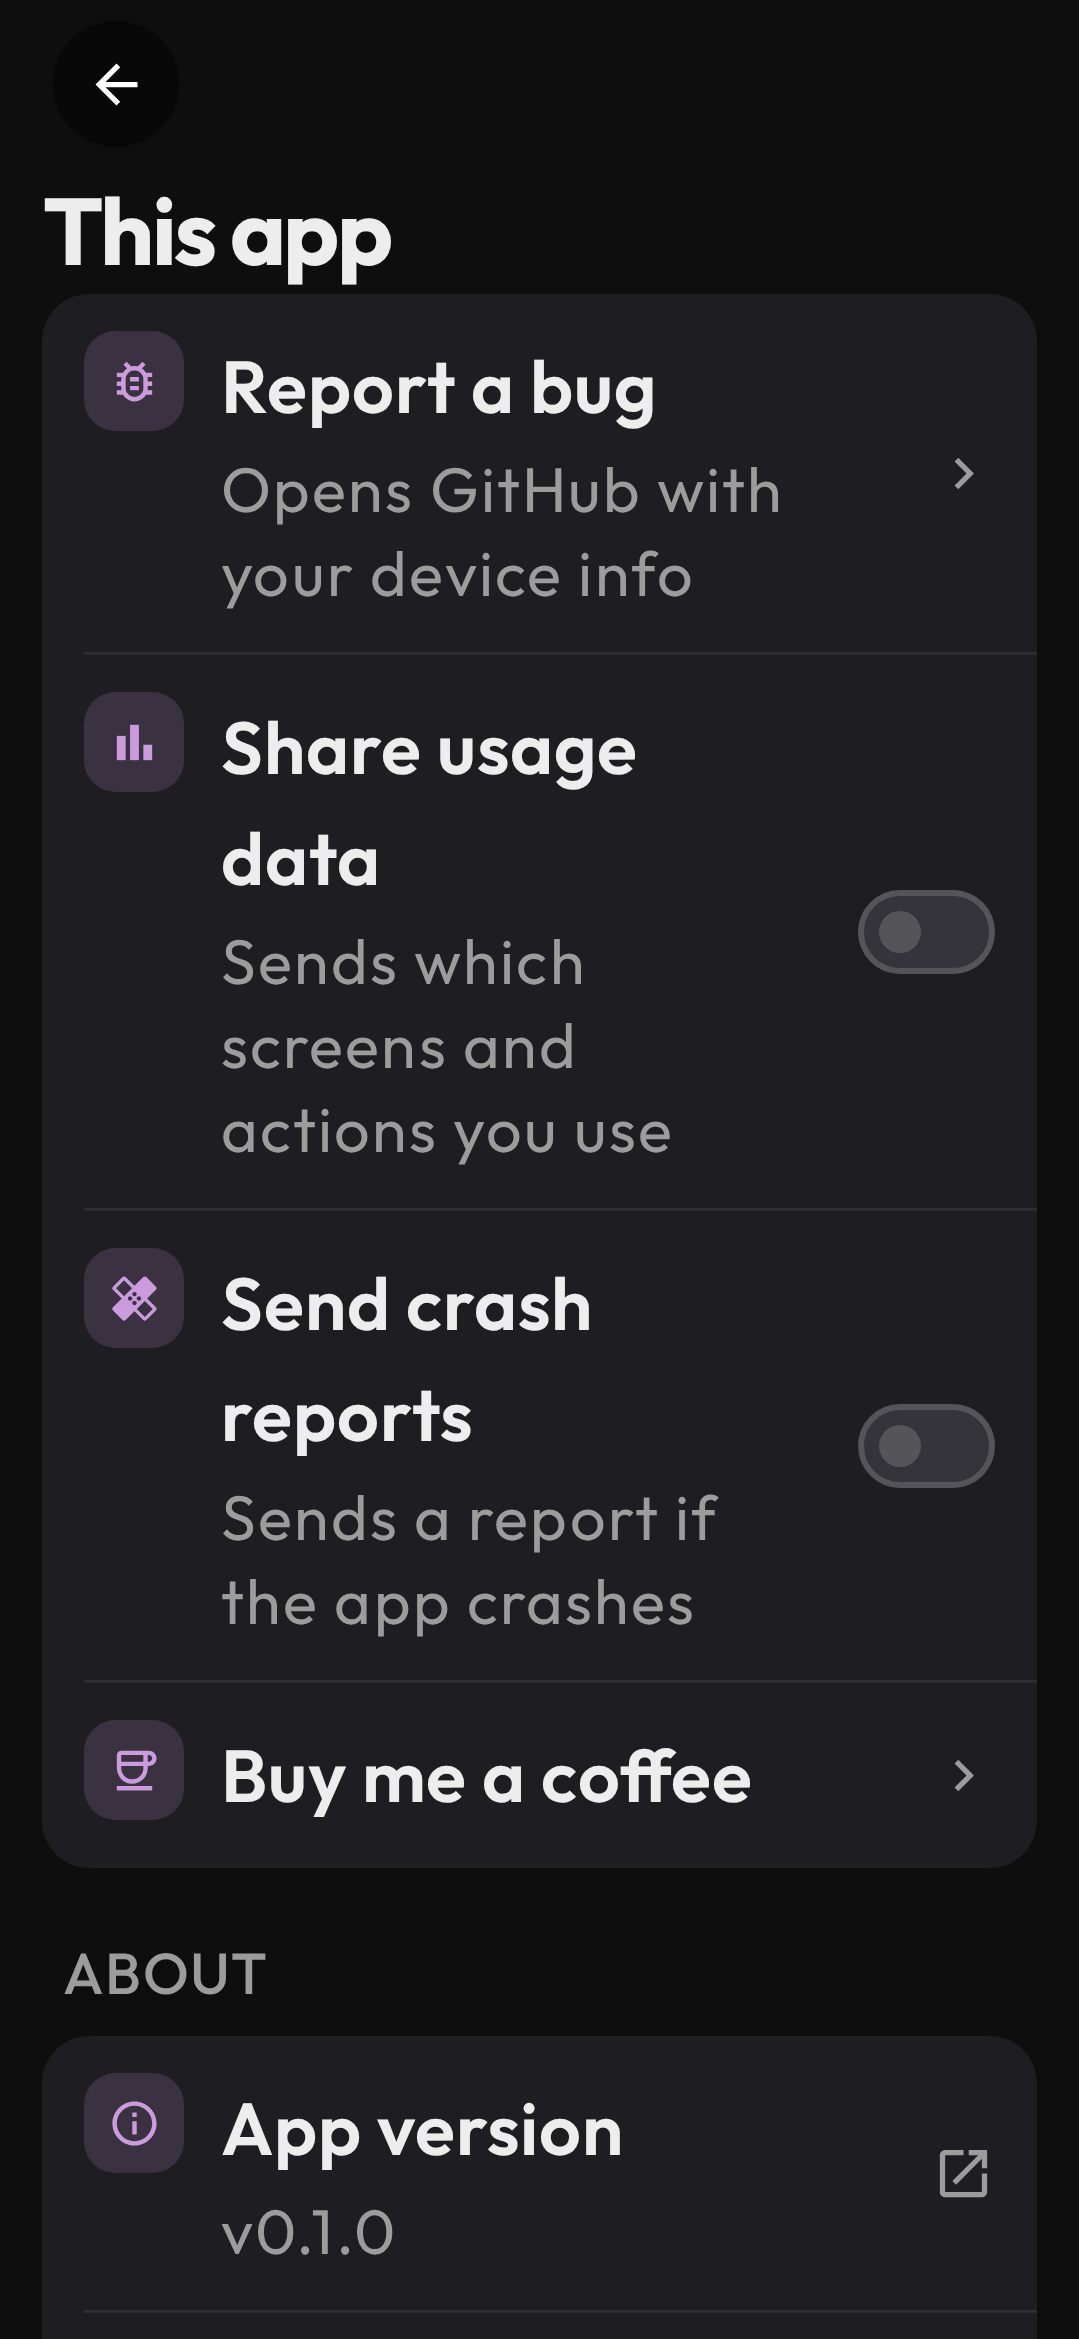 This app
Report a bug
Opens GitHub with
your device info
Share usage
data
Sends which
screens and
actions you use
Send crash
reports
Sends a report if
the app crashes
Buy me a coffee
ABOUT
App version
v0.1.0